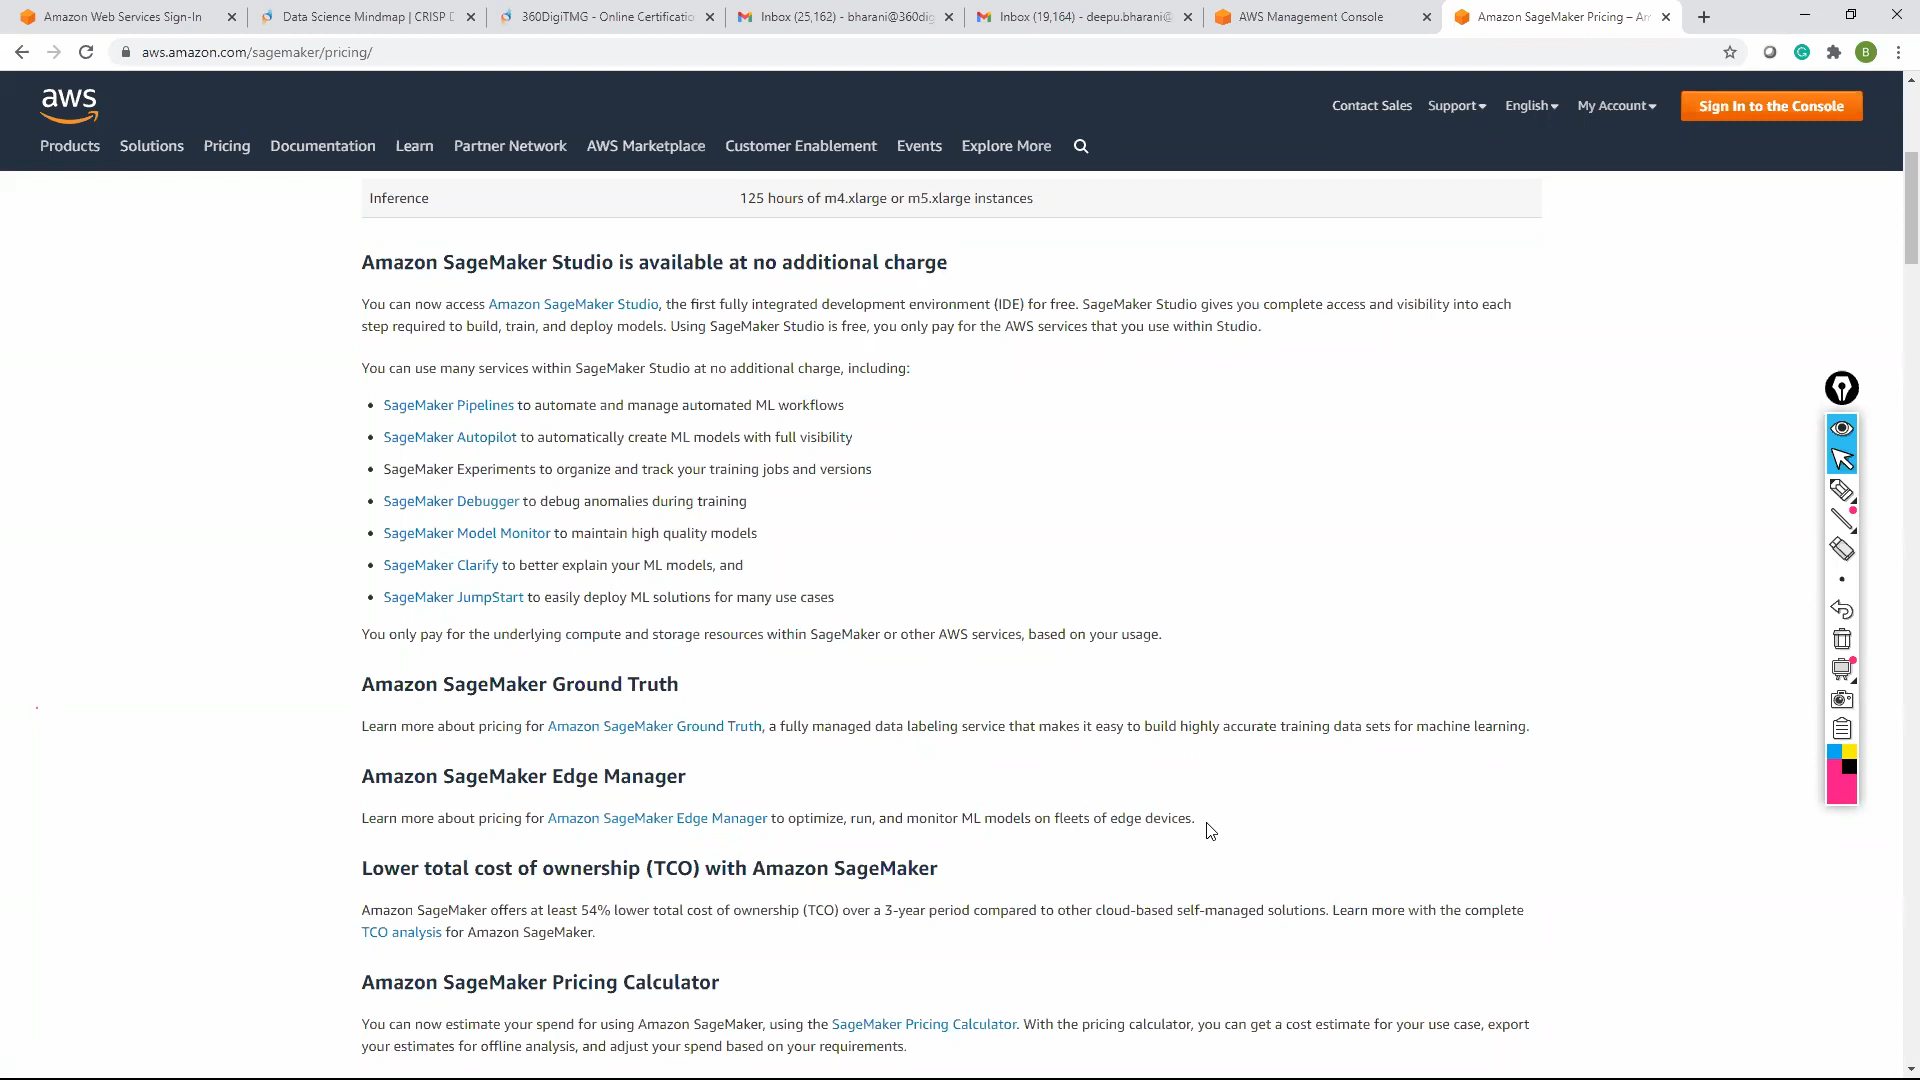 Amazon Web Services Sign-In
Data Science Mindmap | CRISP D
360DigiTMG - Online Certificatio
Inbox (25,162) - bharani@360dig
Inbox (19,164) - deepu.bharani@
AWS Management Console
Amazon SageMaker Pricing – Am
aws.amazon.com/sagemaker/pricing/
B
aws
Contact Sales
Support
English
My Account
Sign In to the Console
Products
Solutions
Pricing
Documentation
Learn
Partner Network
AWS Marketplace
Customer Enablement
Events
Explore More
Inference 125 hours of m4.xlarge or m5.xlarge instances
Amazon SageMaker Studio is available at no additional charge
You can now access Amazon SageMaker Studio, the first fully integrated development environment (IDE) for free. SageMaker Studio gives you complete access and visibility into each
step required to build, train, and deploy models. Using SageMaker Studio is free, you only pay for the AWS services that you use within Studio.
You can use many services within SageMaker Studio at no additional charge, including:
• SageMaker Pipelines to automate and manage automated ML workflows
• SageMaker Autopilot to automatically create ML models with full visibility
• SageMaker Experiments to organize and track your training jobs and versions
• SageMaker Debugger to debug anomalies during training
• SageMaker Model Monitor to maintain high quality models
• SageMaker Clarify to better explain your ML models, and
• SageMaker JumpStart to easily deploy ML solutions for many use cases
You only pay for the underlying compute and storage resources within SageMaker or other AWS services, based on your usage.
Amazon SageMaker Ground Truth
Learn more about pricing for Amazon SageMaker Ground Truth, a fully managed data labeling service that makes it easy to build highly accurate training data sets for machine learning.
Amazon SageMaker Edge Manager
Learn more about pricing for Amazon SageMaker Edge Manager to optimize, run, and monitor ML models on fleets of edge devices.
Lower total cost of ownership (TCO) with Amazon SageMaker
Amazon SageMaker offers at least 54% lower total cost of ownership (TCO) over a 3-year period compared to other cloud-based self-managed solutions. Learn more with the complete
TCO analysis for Amazon SageMaker.
Amazon SageMaker Pricing Calculator
You can now estimate your spend for using Amazon SageMaker, using the SageMaker Pricing Calculator. With the pricing calculator, you can get a cost estimate for your use case, export
your estimates for offline analysis, and adjust your spend based on your requirements.